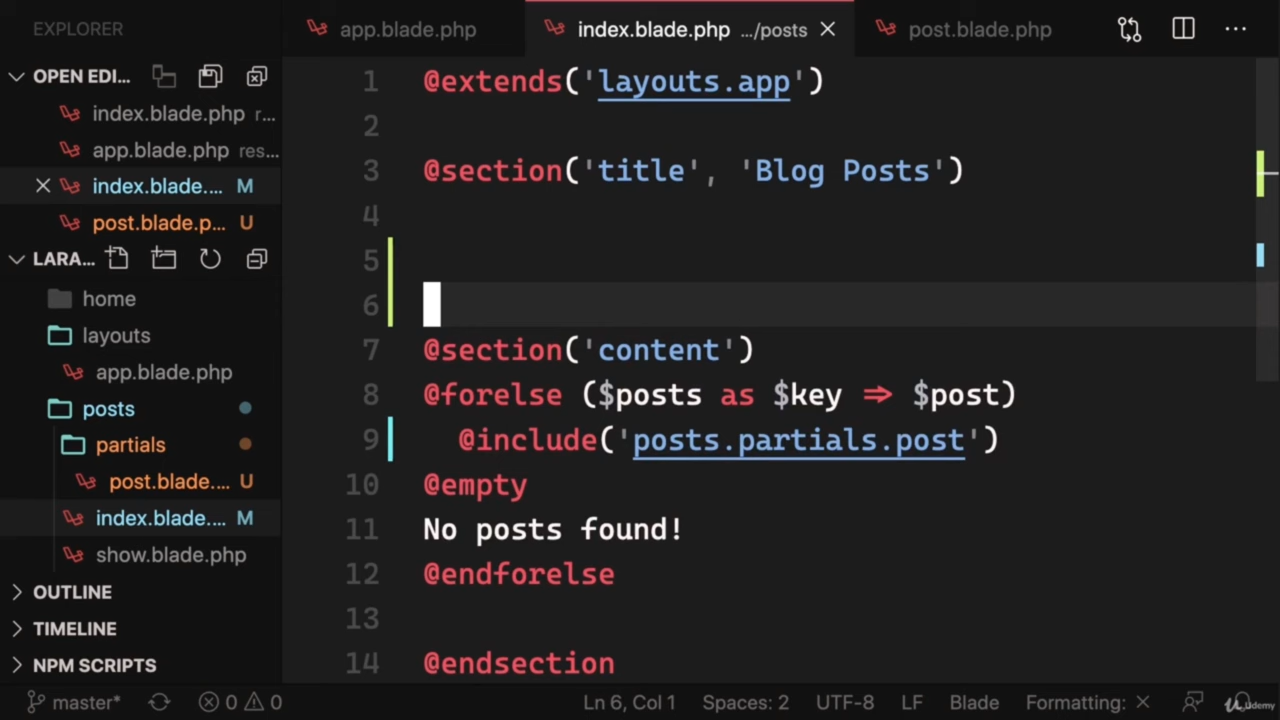 EXPLORER
app.blade.php
index.blade.php .../posts
post.blade.php
OPEN EDI...
index.blade.php r...
app.blade.php res...
index.blade.... M
post.blade.p... U
LARA...
home
layouts
app.blade.php
posts
partials
post.blade.... U
index.blade.... M
show.blade.php
OUTLINE
TIMELINE
NPM SCRIPTS
1 @extends('layouts.app')
2
3 @section('title', 'Blog Posts')
4
5
6
7 @section('content')
8 @forelse ($posts as $key => $post)
9 @include('posts.partials.post')
10 @empty
11 No posts found!
12 @endforelse
13
14 @endsection
master* 0 0 Ln 6, Col 1 Spaces: 2 UTF-8 LF Blade Formatting: ×
Udemy